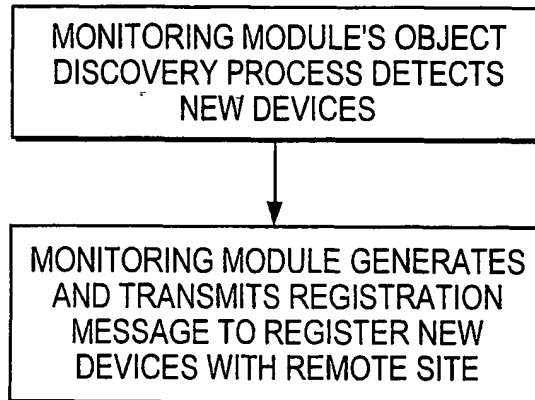 MONITORING MODULE'S OBJECT
DISCOVERY PROCESS DETECTS
NEW DEVICES
MONITORING MODULE GENERATES
AND TRANSMITS REGISTRATION
MESSAGE TO REGISTER NEW
DEVICES WITH REMOTE SITE